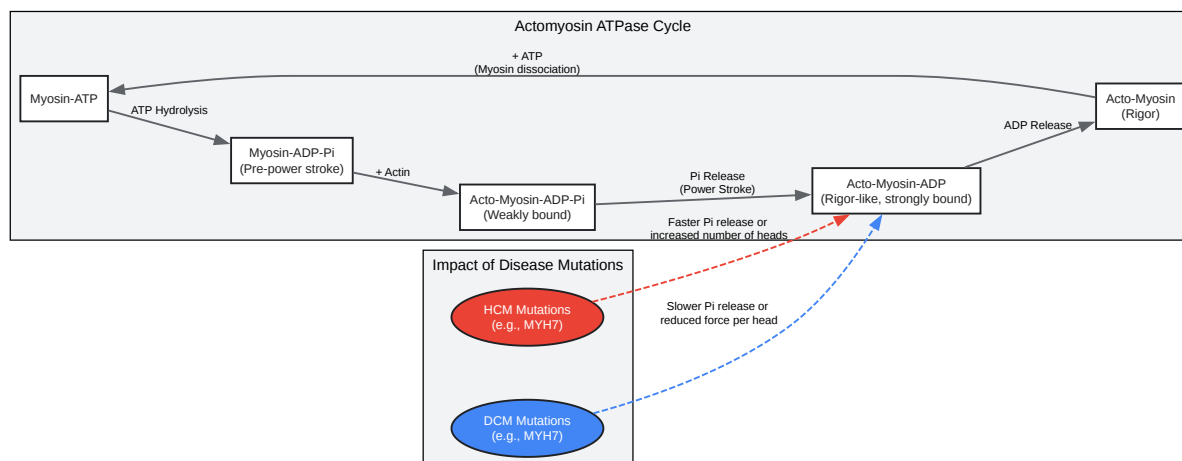 Actomyosin ATPase Cycle
+ ATP
(Myosin dissociation)
Myosin-ATP
ATP Hydrolysis
Myosin-ADP-Pi
(Pre-power stroke)
+ Actin
Acto-Myosin-ADP-Pi
(Weakly bound)
Pi Release
(Power Stroke)
Acto-Myosin-ADP
(Rigor-like, strongly bound)
ADP Release
Acto-Myosin
(Rigor)
Faster Pi release or
increased number of heads
Impact of Disease Mutations
HCM Mutations
(e.g., MYH7)
Slower Pi release or
reduced force per head
DCM Mutations
(e.g., MYH7)